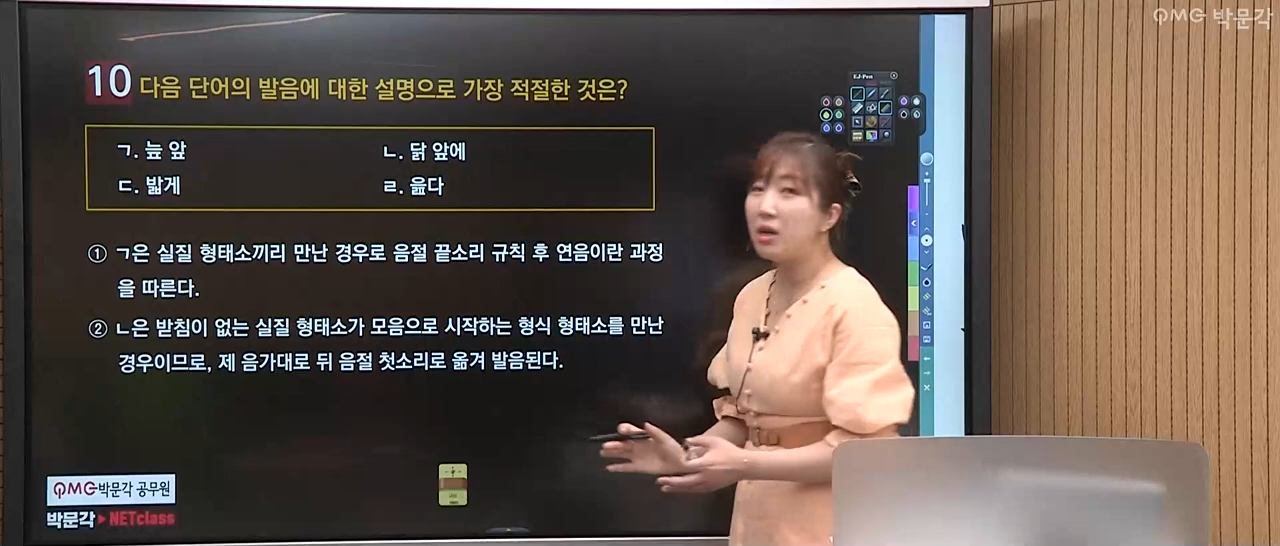 QMG 박문각
10 다음 단어의 발음에 대한 설명으로 가장 적절한 것은?
ㄱ. 늪 앞 ㄴ. 닭 앞에
ㄷ. 밟게 ㄹ. 읊다
① ㄱ은 실질 형태소끼리 만난 경우로 음절 끝소리 규칙 후 연음이란 과정
을 따른다.
② ㄴ은 받침이 없는 실질 형태소가 모음으로 시작하는 형식 형태소를 만난
경우이므로, 제 음가대로 뒤 음절 첫소리로 옮겨 발음된다.
QMG 박문각 공무원
박문각 NETclass